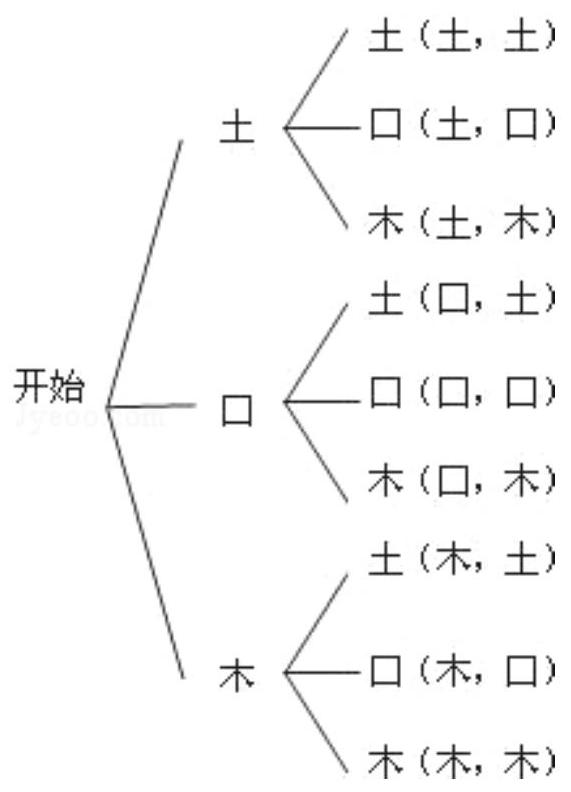 土（土，土）
土
口（土，口）
木（土，木）
土（口，土）
开始
口
口（口，口）
木（口，木）
土（木，土）
木
口（木，口）
木（木，木）
Jyeoo.com